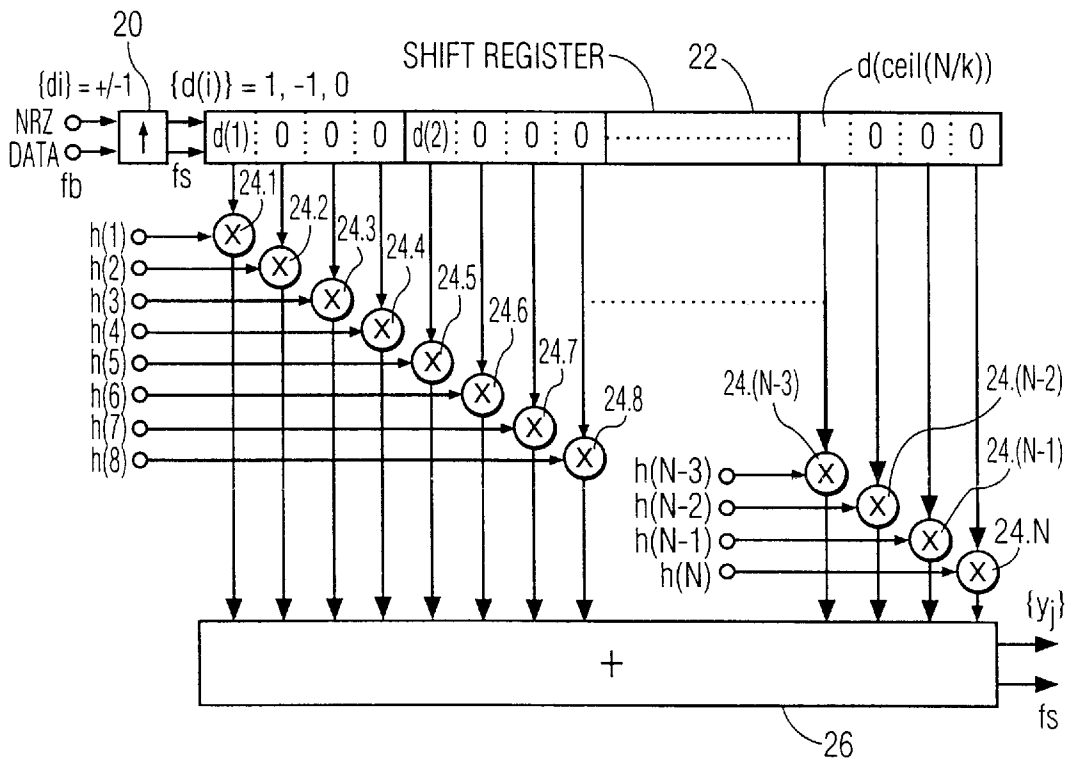 20
SHIFT REGISTER
22
d(ceil(N/k))
{di} = +/-1
{d(i)} = 1, -1, 0
NRZ
DATA
fb
↑
fs
d(1) 0 0 0 d(2) 0 0 0 0 0 0
24.1
24.2
24.3
24.4
24.5
24.6
24.7
24.8
h(1) X
h(2) X
h(3) X
h(4) X
h(5) X
h(6) X
h(7) X
h(8) X
24.(N-3)
24.(N-2)
24.(N-1)
24.N
h(N-3) X
h(N-2) X
h(N-1) X
h(N) X
{yj}
+
fs
26